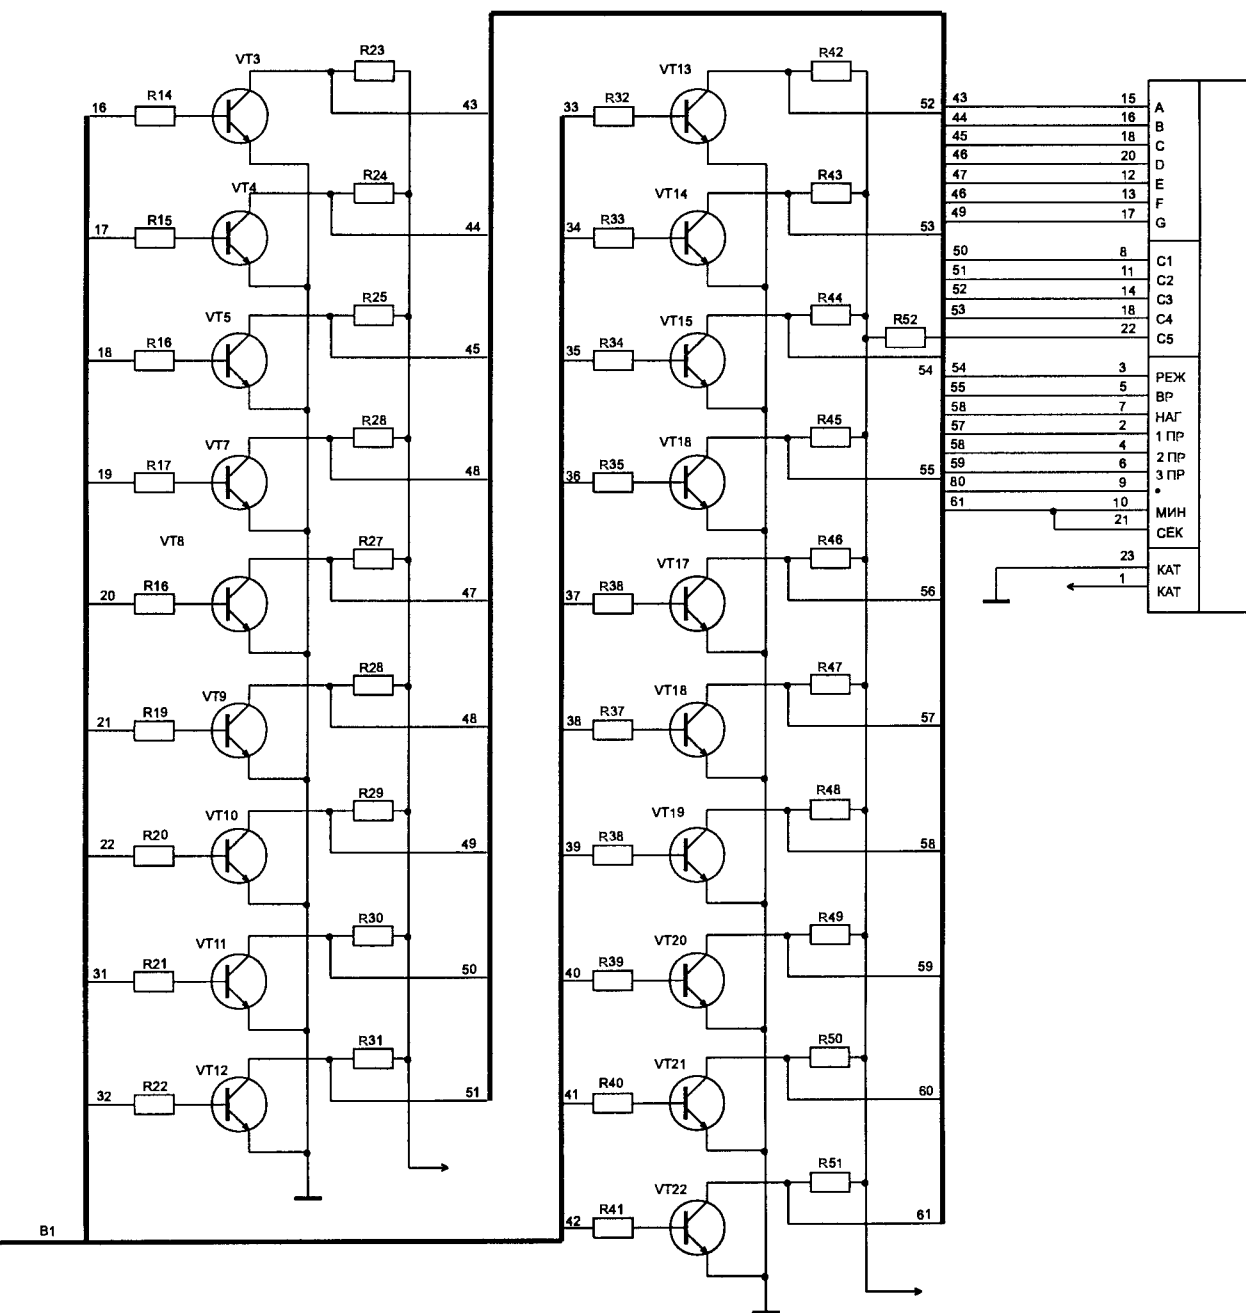 R23
R42
VT3
VT13
R14
R32
16
43
33
52
43
15
A
44
16
B
45
18
C
46
20
D
47
12
E
46
13
F
49
17
G
VT4
R24
VT14
R43
R15
R33
17
44
34
53
50
8
C1
51
11
C2
52
14
C3
53
18
C4
22
C5
R25
R44
VT5
VT15
R52
R16
R34
18
45
35
54
54
3
РЕЖ
55
5
ВР
58
7
НАГ
57
2
1 ПР
58
4
2 ПР
59
6
3 ПР
80
9
•
61
10
МИН
21
СЕК
23
КАТ
1
КАТ
R28
R45
VT7
VT18
R17
R35
19
48
36
55
VT8
R27
R46
VT17
R16
R38
20
47
37
56
R28
R47
VT9
VT18
R19
R37
21
48
38
57
R29
R48
VT10
VT19
R20
R38
22
49
39
58
R30
R49
VT11
VT20
R21
R39
31
50
40
59
R31
R50
VT12
VT21
R22
R40
32
51
41
60
R51
VT22
R41
42
61
B1